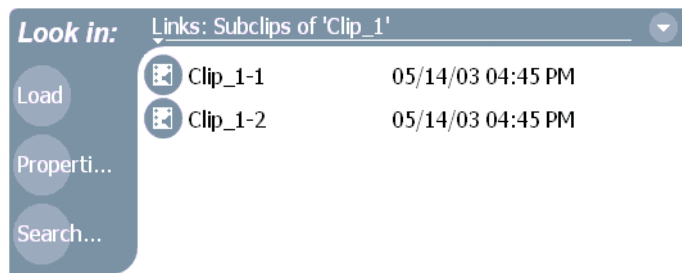 Look in: Links: Subclips of 'Clip_1'
Load
Properti...
Search...
Clip_1-1 05/14/03 04:45 PM
Clip_1-2 05/14/03 04:45 PM